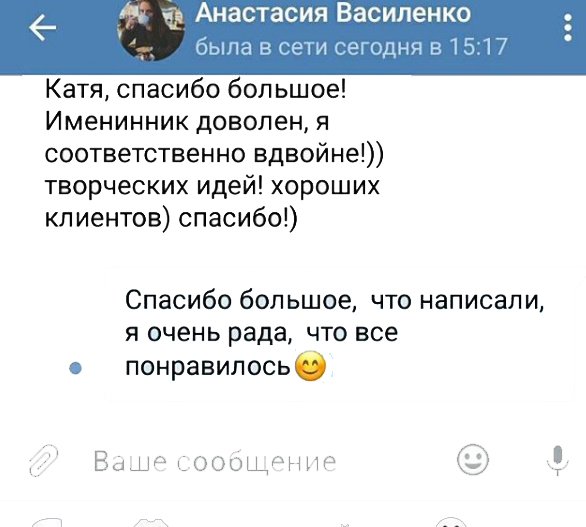 Анастасия Василенко
была в сети сегодня в 15:17
Катя, спасибо большое!
Именинник доволен, я
соответственно вдвойне!))
творческих идей! хороших
клиентов) спасибо!)
Спасибо большое, что написали,
я очень рада, что все
понравилось😊
Ваше сообщение